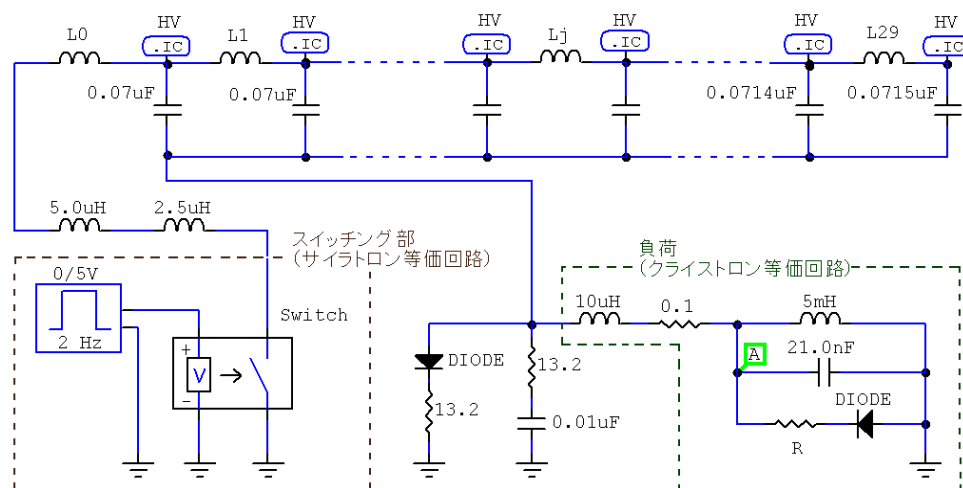 HV HV HV HV HV
L0 .IC L1 .IC .IC Lj .IC .IC L29 .IC
0.07uF 0.07uF 0.0714uF 0.0715uF
5.0uH 2.5uH
スイッチング部
(サイラトロン等価回路)
負荷
(クライストロン等価回路)
0/5V
2 Hz
Switch
+
V
-
10uH 0.1 5mH
A 21.0nF
DIODE 13.2 DIODE
13.2 0.01uF R